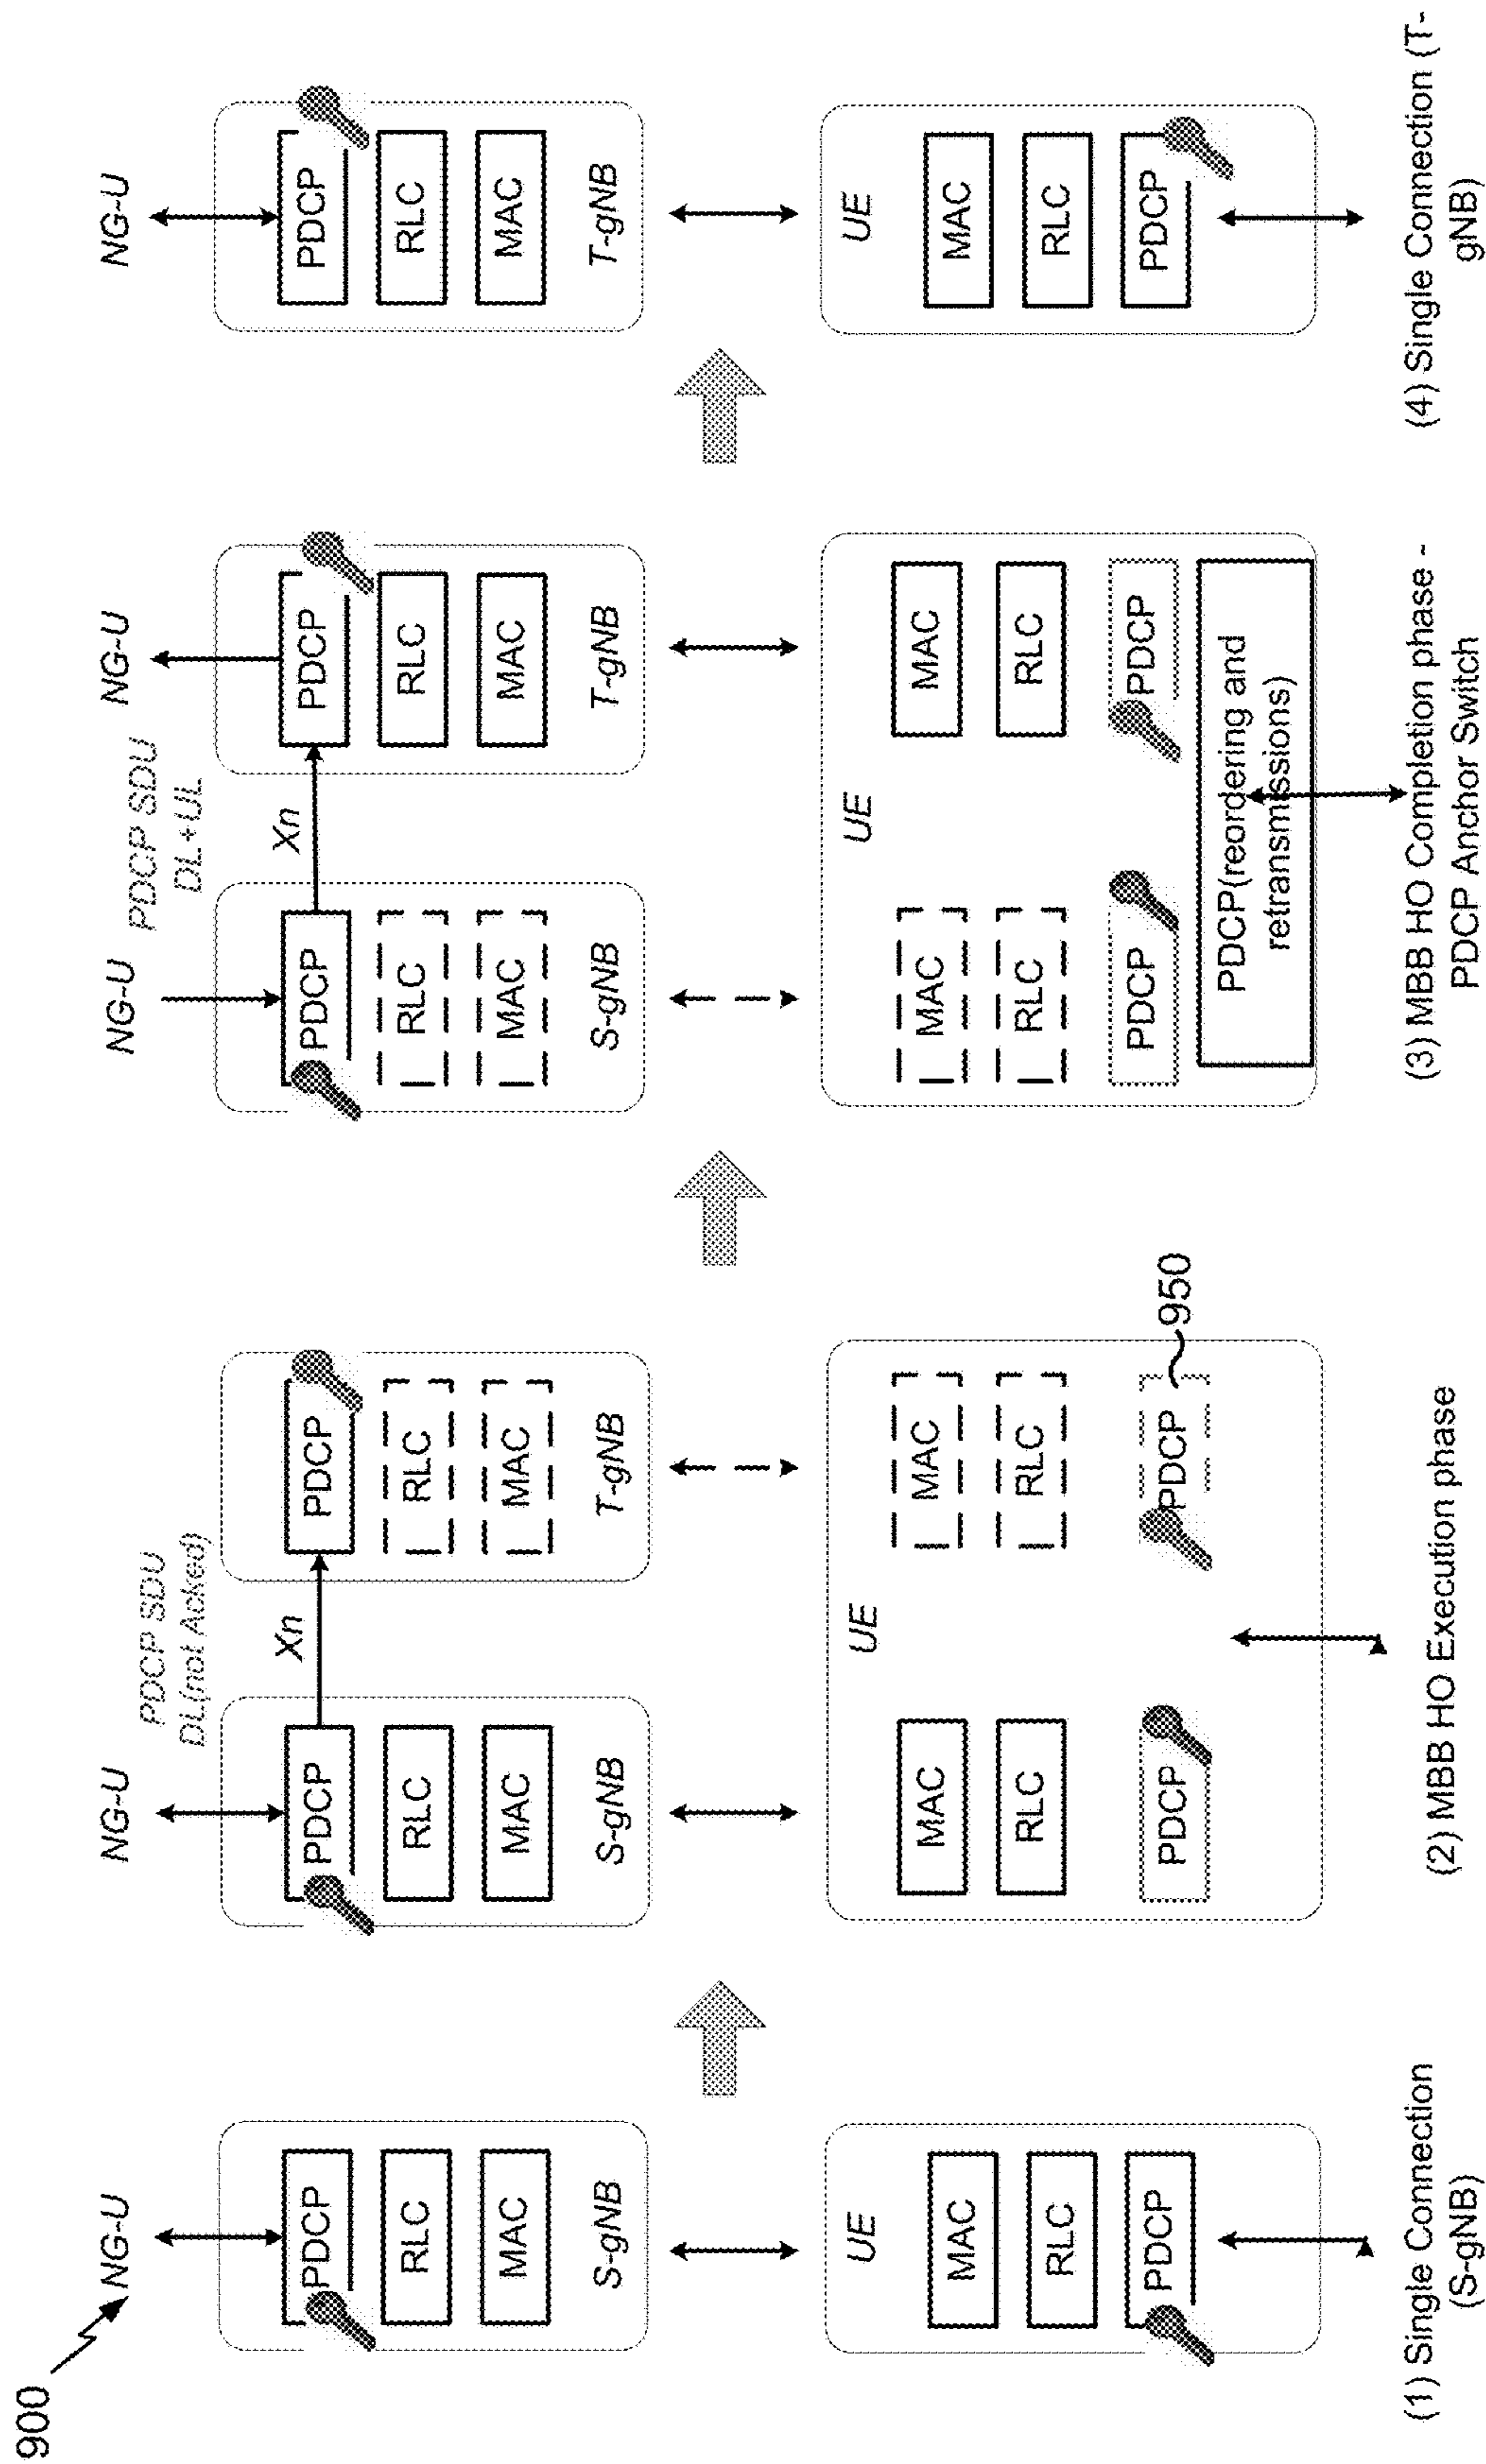 900
NG-U
PDCP
RLC
MAC
S-gNB
UE
MAC
RLC
PDCP
(1) Single Connection
(S-gNB)
NG-U
PDCP SDU
DL(not Acked)
Xn
PDCP
RLC
MAC
S-gNB
PDCP
RLC
MAC
T-gNB
UE
MAC
RLC
PDCP
MAC
RLC
PDCP
950
(2) MBB HO Execution phase
NG-U
PDCP SDU
DL+UL
Xn
NG-U
PDCP
RLC
MAC
S-gNB
PDCP
RLC
MAC
T-gNB
UE
MAC
RLC
PDCP
MAC
RLC
PDCP
PDCP(reordering and
retransmissions)
(3) MBB HO Completion phase -
PDCP Anchor Switch
NG-U
PDCP
RLC
MAC
T-gNB
UE
MAC
RLC
PDCP
(4) Single Connection (T-
gNB)